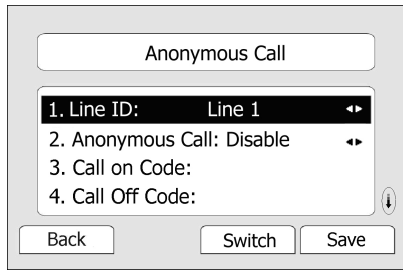 Anonymous Call
1. Line ID: Line 1
2. Anonymous Call: Disable
3. Call on Code:
4. Call Off Code:
Back Switch Save